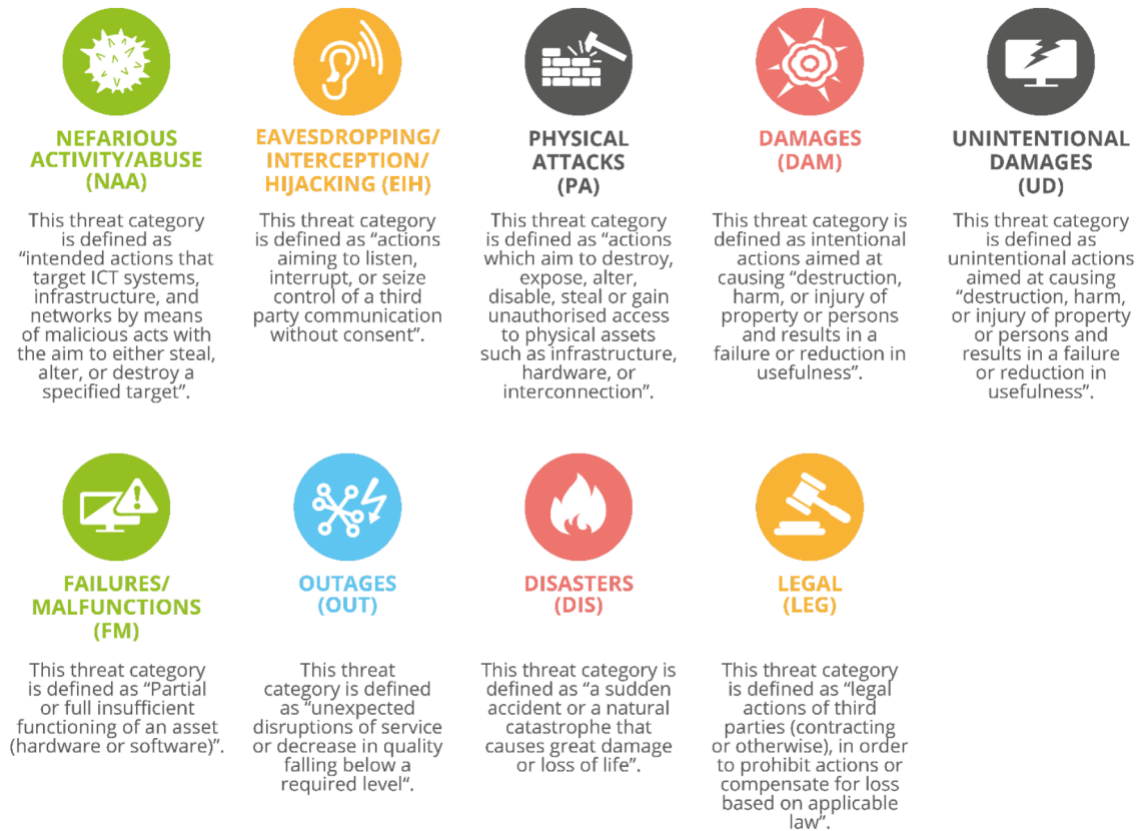 NEFARIOUS
ACTIVITY/ABUSE
(NAA)
This threat category
is defined as
“intended actions that
target ICT systems,
infrastructure, and
networks by means
of malicious acts with
the aim to either steal,
alter, or destroy a
specified target”.
EAVESDROPPING/
INTERCEPTION/
HIJACKING (EIH)
This threat category
is defined as “actions
aiming to listen,
interrupt, or seize
control of a third
party communication
without consent”.
PHYSICAL
ATTACKS
(PA)
This threat category
is defined as “actions
which aim to destroy,
expose, alter,
disable, steal or gain
unauthorised access
to physical assets
such as infrastructure,
hardware, or
interconnection”.
DAMAGES
(DAM)
This threat category is
defined as intentional
actions aimed at
causing “destruction,
harm, or injury of
property or persons
and results in a
failure or reduction in
usefulness”.
UNINTENTIONAL
DAMAGES
(UD)
This threat category
is defined as
unintentional actions
aimed at causing
“destruction, harm,
or injury of property
or persons and
results in a failure
or reduction in
usefulness”.
FAILURES/
MALFUNCTIONS
(FM)
This threat category
is defined as “Partial
or full insufficient
functioning of an asset
(hardware or software)”.
OUTAGES
(OUT)
This threat
category is defined
as “unexpected
disruptions of service
or decrease in quality
falling below a
required level“.
DISASTERS
(DIS)
This threat category is
defined as “a sudden
accident or a natural
catastrophe that
causes great damage
or loss of life”.
LEGAL
(LEG)
This threat category
is defined as “legal
actions of third
parties (contracting
or otherwise), in order
to prohibit actions or
compensate for loss
based on applicable
law”.